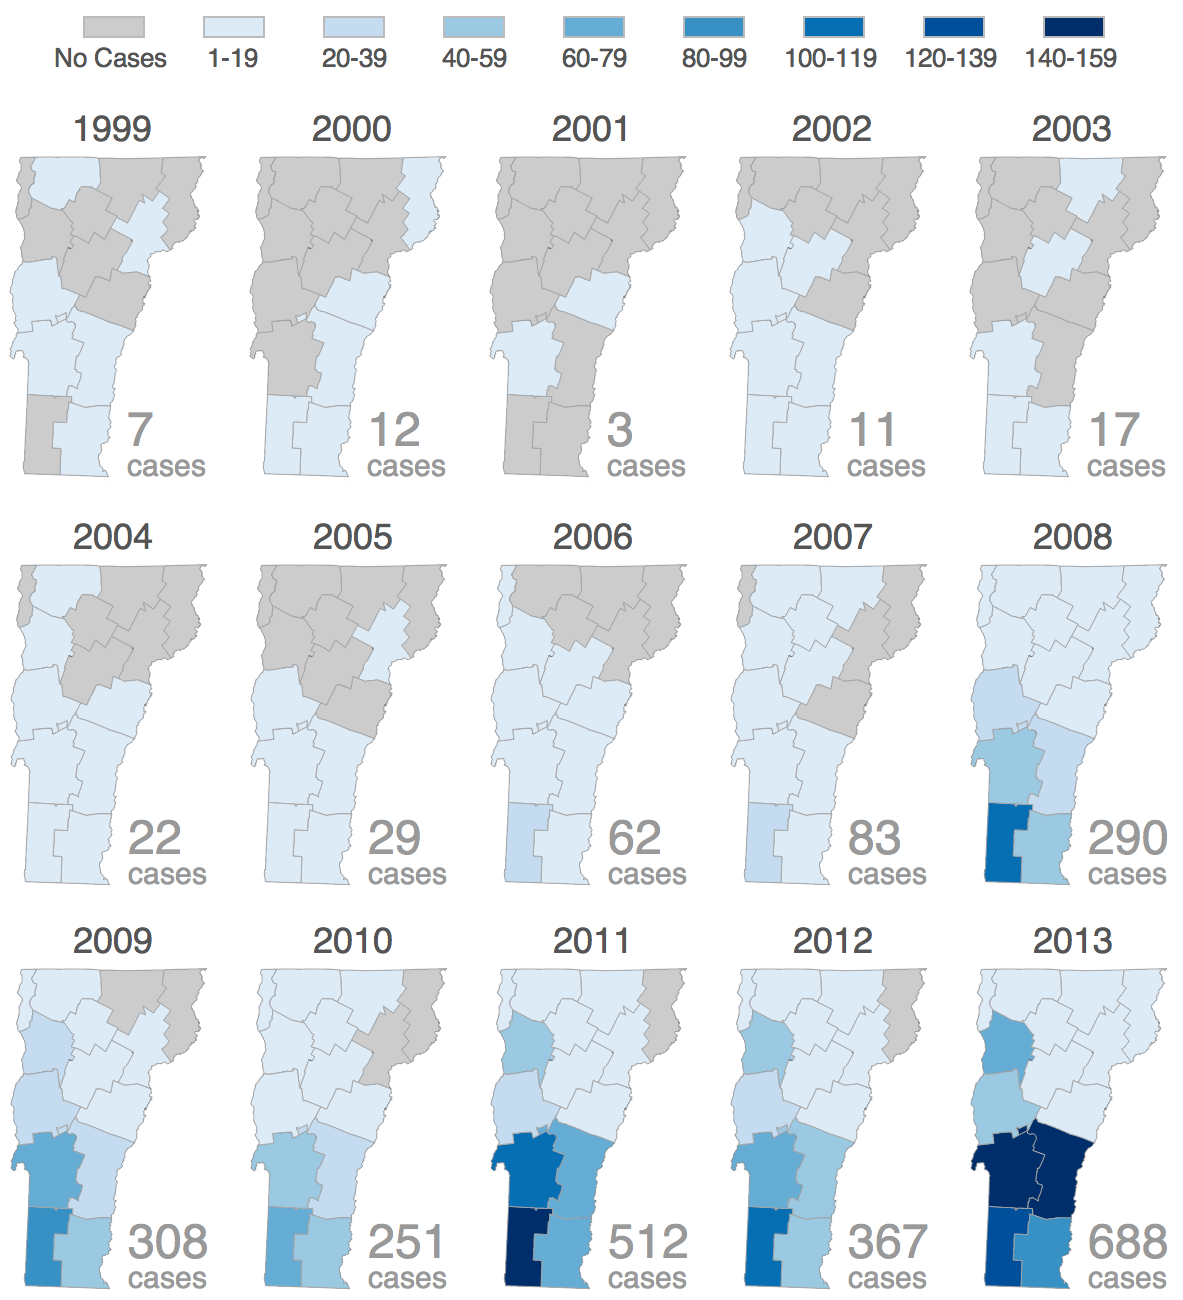 No Cases 1-19 20-39 40-59 60-79 80-99 100-119 120-139 140-159
1999 2000 2001 2002 2003
7 12 3 11 17
cases cases cases cases cases
2004 2005 2006 2007 2008
22 29 62 83 290
cases cases cases cases cases
2009 2010 2011 2012 2013
308 251 512 367 688
cases cases cases cases cases